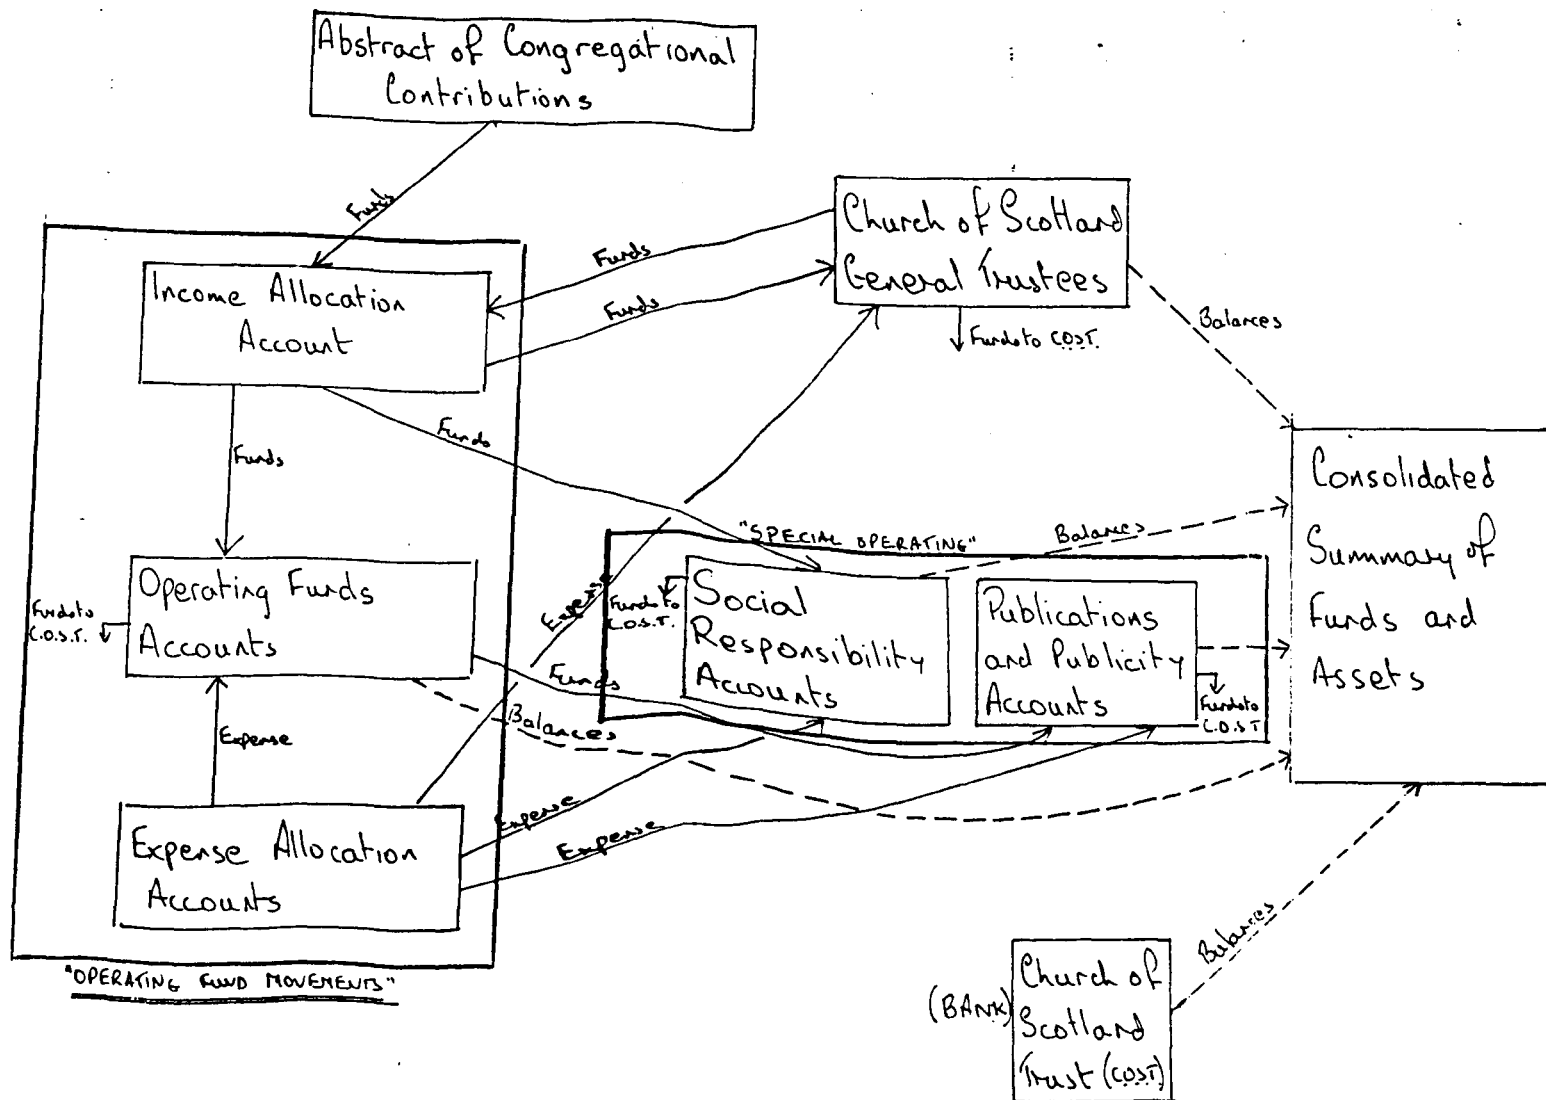 Abstract of Congregational
Contributions
Funds
Church of Scotland
General Trustees
Funds
Funds
Funds to C.O.S.T.
Balances
Income Allocation
Account
Funds
Funds
"SPECIAL OPERATING"
Balances
Consolidated
Summary of
Funds and
Assets
Operating Funds
Accounts
Funds to
C.O.S.T.
Expense
Funds to
C.O.S.T.
Social
Responsibility
Accounts
Publications
and Publicity
Accounts
Funds to
C.O.S.T
Funds
Balances
Expense
Expense Allocation
Accounts
Expense
Expense
"OPERATING FUND MOVEMENTS"
Balances
(BANK)
Church of
Scotland
Trust (C.O.S.T.)